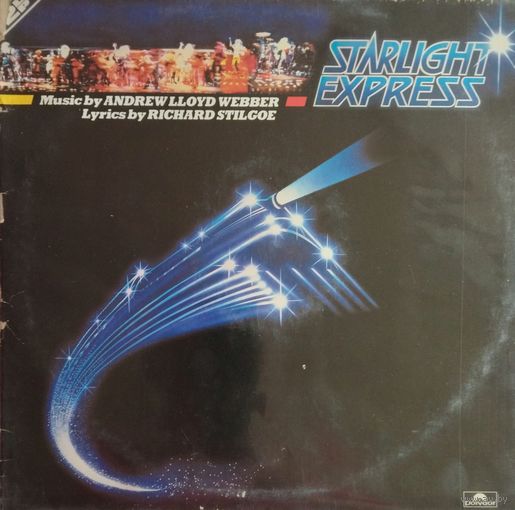 STARLIGHT
EXPRESS
Music by ANDREW LLOYD WEBBER
Lyrics by RICHARD STILGOE
polydor